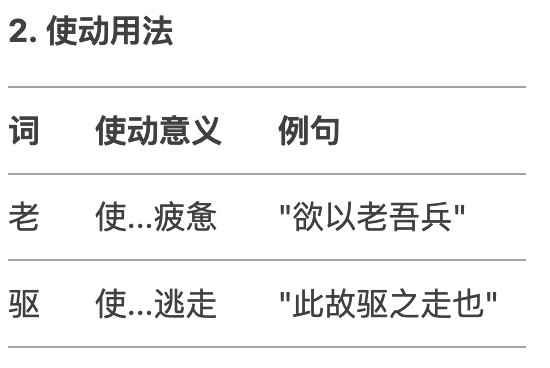 2. 使动用法
词 使动意义 例句
老 使...疲惫 "欲以老吾兵"
驱 使...逃走 "此故驱之走也"